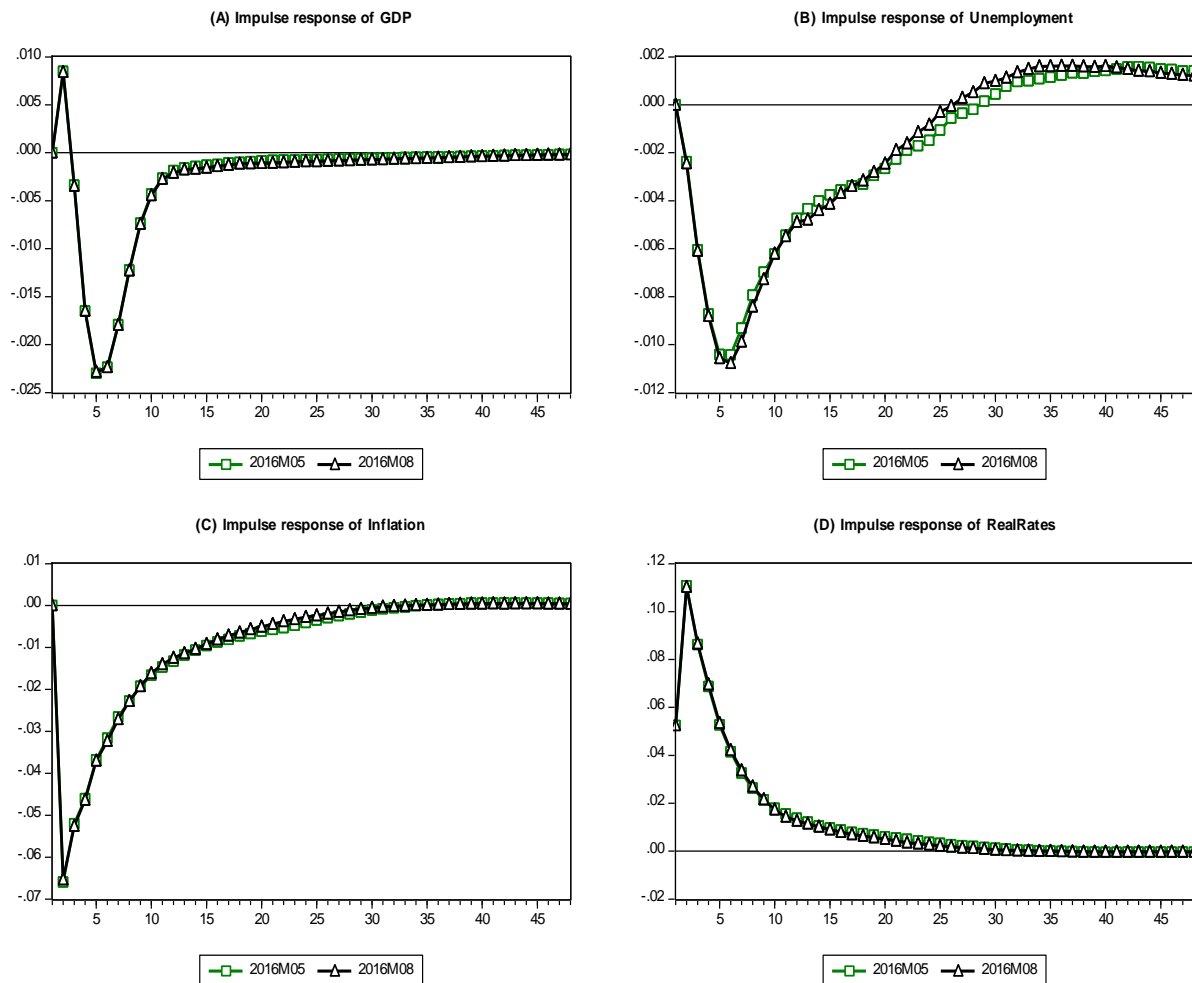 (A) Impulse response of GDP
.010
.005
.000
-.005
-.010
-.015
-.020
-.025
5 10 15 20 25 30 35 40 45
2016M05 2016M08
(B) Impulse response of Unemployment
.002
.000
-.002
-.004
-.006
-.008
-.010
-.012
5 10 15 20 25 30 35 40 45
2016M05 2016M08
(C) Impulse response of Inflation
.01
.00
-.01
-.02
-.03
-.04
-.05
-.06
-.07
5 10 15 20 25 30 35 40 45
2016M05 2016M08
(D) Impulse response of RealRates
.12
.10
.08
.06
.04
.02
.00
-.02
5 10 15 20 25 30 35 40 45
2016M05 2016M08